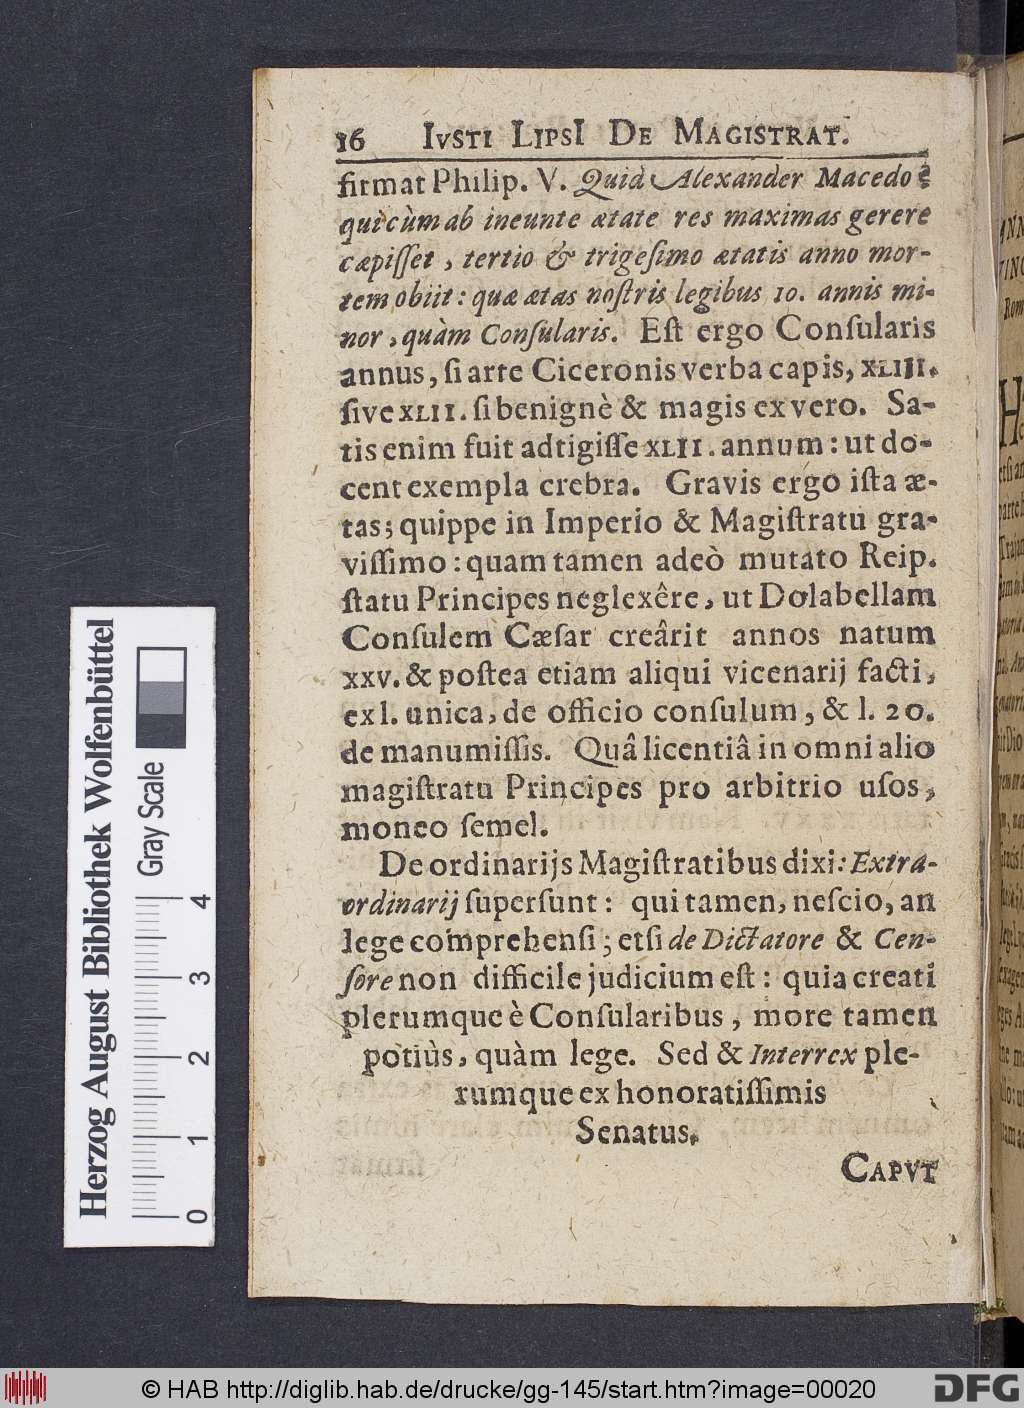 16 IVSTI LIPSI DE MAGISTRAT.
firmat Philip. V. Quid Alexander Macedo?
qui cùm ab ineunte ætate res maximas gerere
cæpiſſet, tertio & trigeſimo ætatis anno mor-
tem obiit: quæ ætas noſtris legibus 10. annis mi-
nor, quàm Conſularis. Eſt ergo Conſularis
annus, ſi arte Ciceronis verba capis, XLIII.
ſive XLII. ſi benignè & magis ex vero. Sa-
tis enim fuit adtigiſſe XLII. annum: ut do-
cent exempla crebra. Gravis ergo iſta æ-
tas; quippe in Imperio & Magiſtratu gra-
viſſimo: quam tamen adeò mutato Reip.
ſtatu Principes neglexêre, ut Dolabellam
Conſulem Cæſar creârit annos natum
XXV. & poſtea etiam aliqui vicenarij facti,
ex l. unica, de officio conſulum, & l. 20.
de manumiſſis. Quâ licentiâ in omni alio
magiſtratu Principes pro arbitrio uſos,
moneo ſemel.
De ordinarijs Magiſtratibus dixi: Extra-
ordinarij ſuperſunt: qui tamen, neſcio, an
lege comprehenſi; etſi de Dictatore & Cen-
ſore non difficile judicium eſt: quia creati
plerumque è Conſularibus, more tamen
potiùs, quàm lege. Sed & Interrex ple-
rumque ex honoratiſſimis
Senatus.
CAPVT
Herzog August Bibliothek Wolfenbüttel
Gray Scale
0 1 2 3 4
© HAB http://diglib.hab.de/drucke/gg-145/start.htm?image=00020
DFG